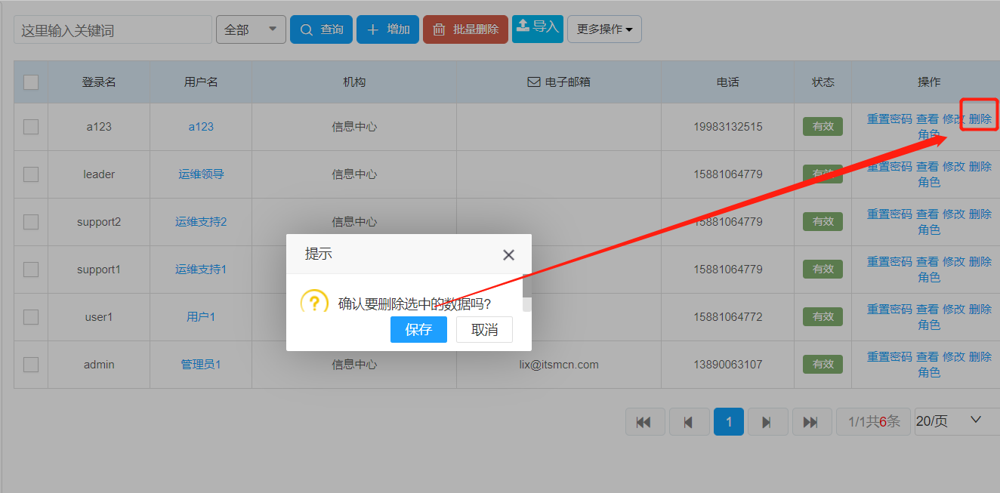 这里输入关键词 全部 查询 增加 批量删除 导入 更多操作
登录名 用户名 机构 电子邮箱 电话 状态 操作
a123 a123 信息中心 19983132515 有效 重置密码 查看 修改 删除
角色
leader 运维领导 信息中心 15881064779 有效 重置密码 查看 修改 删除
角色
support2 运维支持2 信息中心 15881064779 有效 重置密码 查看 修改 删除
角色
support1 运维支持1 15881064779 有效 重置密码 查看 修改 删除
角色
user1 用户1 15881064772 有效 重置密码 查看 修改 删除
角色
admin 管理员1 信息中心 lix@itsmcn.com 13890063107 有效 重置密码 查看 修改 删除
角色
提示
确认要删除选中的数据吗?
保存 取消
1 1/1共6条 20/页